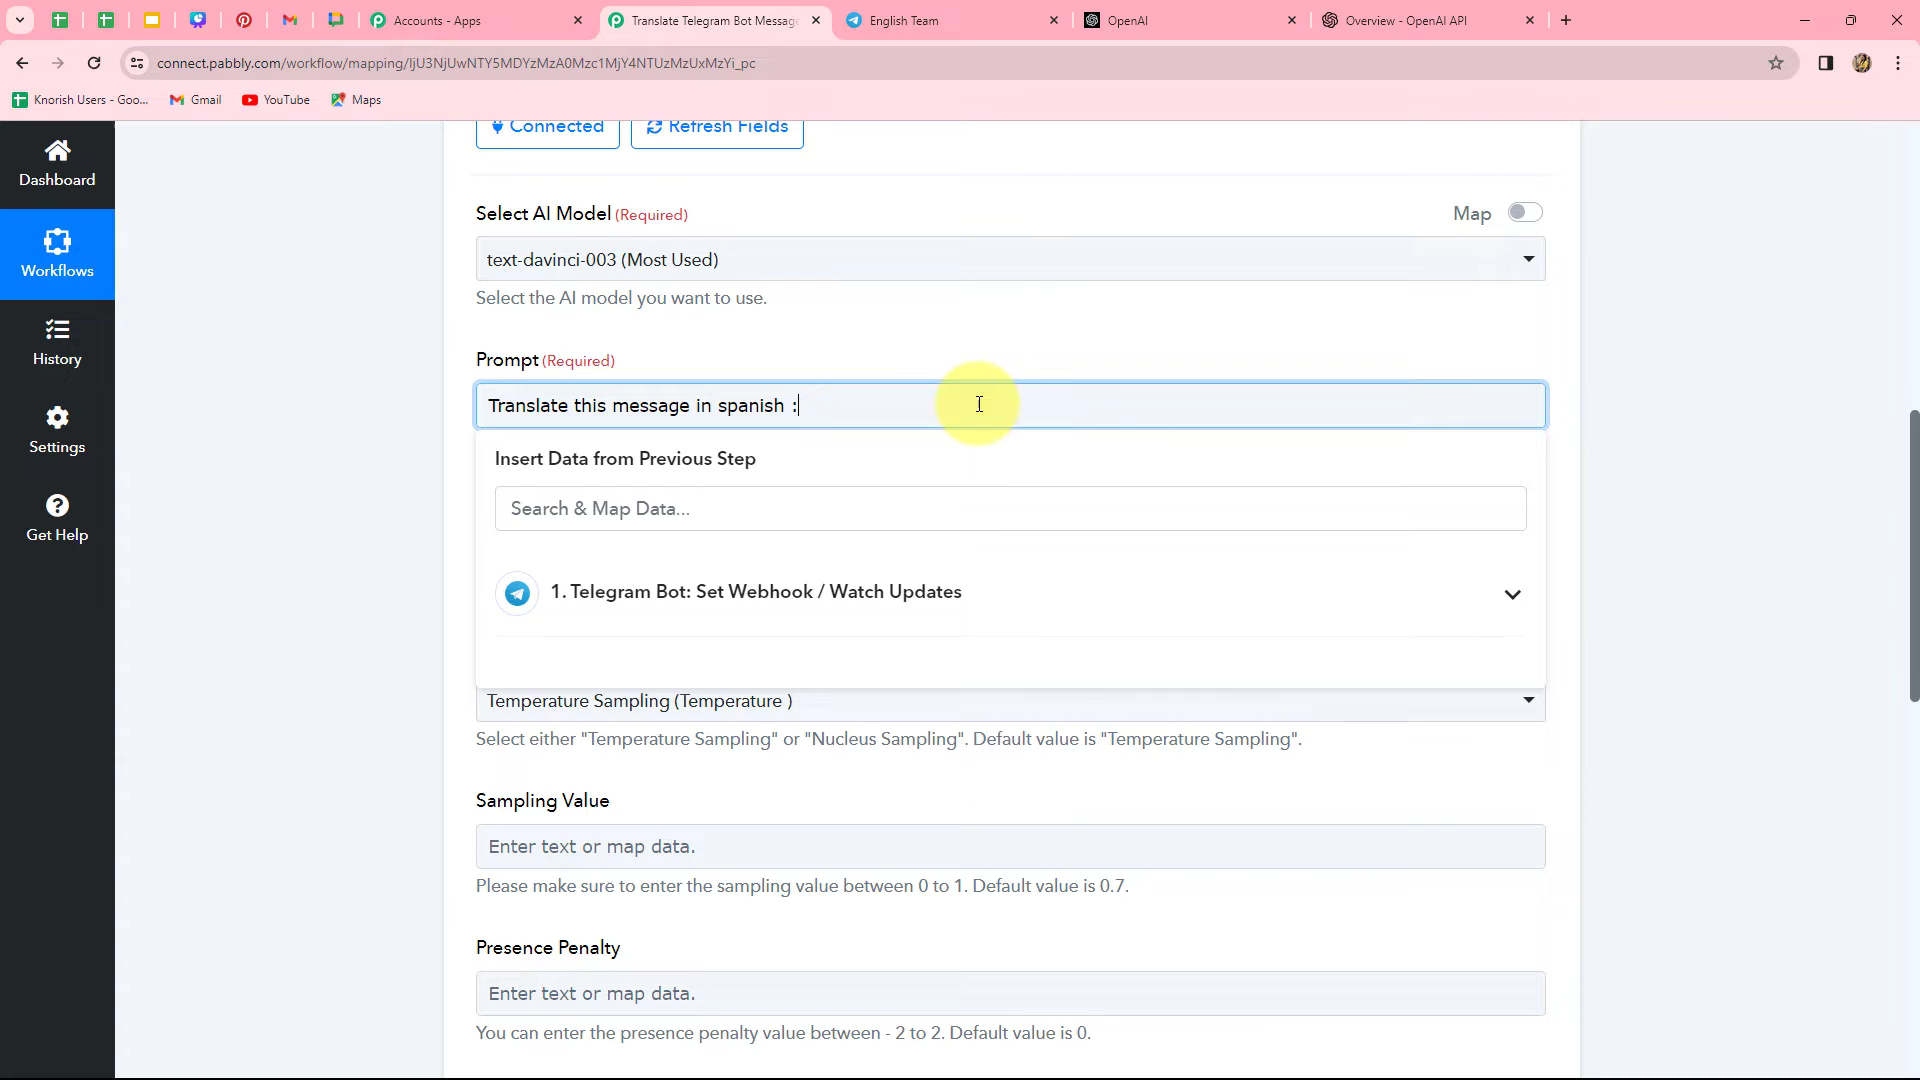 Accounts - Apps
Translate Telegram Bot Message
English Team
OpenAI
Overview - OpenAI API
connect.pabbly.com/workflow/mapping/IjU3NjUwNTY5MDYzMzA0Mzc1MjY4NTUzMzUxMzYi_pc
Knorish Users - Goo...
Gmail
YouTube
Maps
Dashboard
Workflows
History
Settings
Get Help
Connected
Refresh Fields
Select AI Model (Required)
Map
text-davinci-003 (Most Used)
Select the AI model you want to use.
Prompt (Required)
Translate this message in spanish :
Insert Data from Previous Step
Search & Map Data...
1. Telegram Bot: Set Webhook / Watch Updates
Temperature Sampling (Temperature )
Select either "Temperature Sampling" or "Nucleus Sampling". Default value is "Temperature Sampling".
Sampling Value
Enter text or map data.
Please make sure to enter the sampling value between 0 to 1. Default value is 0.7.
Presence Penalty
Enter text or map data.
You can enter the presence penalty value between - 2 to 2. Default value is 0.